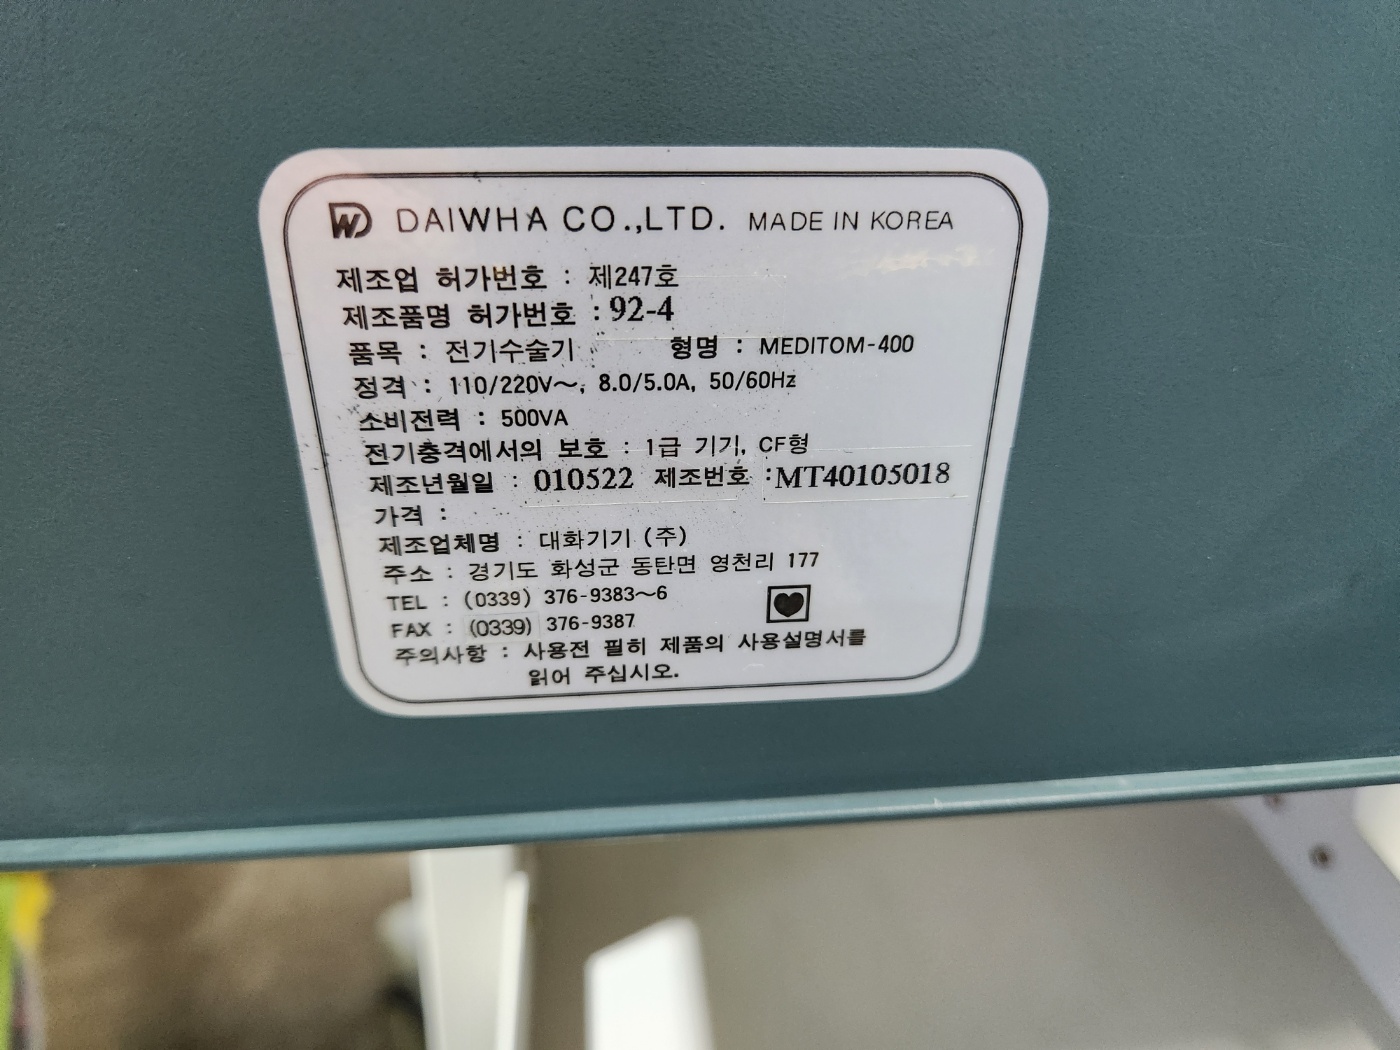 DW DAIWHA CO.,LTD. MADE IN KOREA
제조업 허가번호 : 제247호
제조품명 허가번호 : 92-4
품목 : 전기수술기 형명 : MEDITOM-400
정격 : 110/220V～, 8.0/5.0A, 50/60Hz
소비전력 : 500VA
전기충격에서의 보호 : 1급 기기, CF형
제조년월일 : 010522 제조번호 : MT40105018
가격 :
제조업체명 : 대화기기 (주)
주소 : 경기도 화성군 동탄면 영천리 177
TEL : (0339) 376-9383～6
FAX : (0339) 376-9387
주의사항 : 사용전 필히 제품의 사용설명서를
읽어 주십시오.